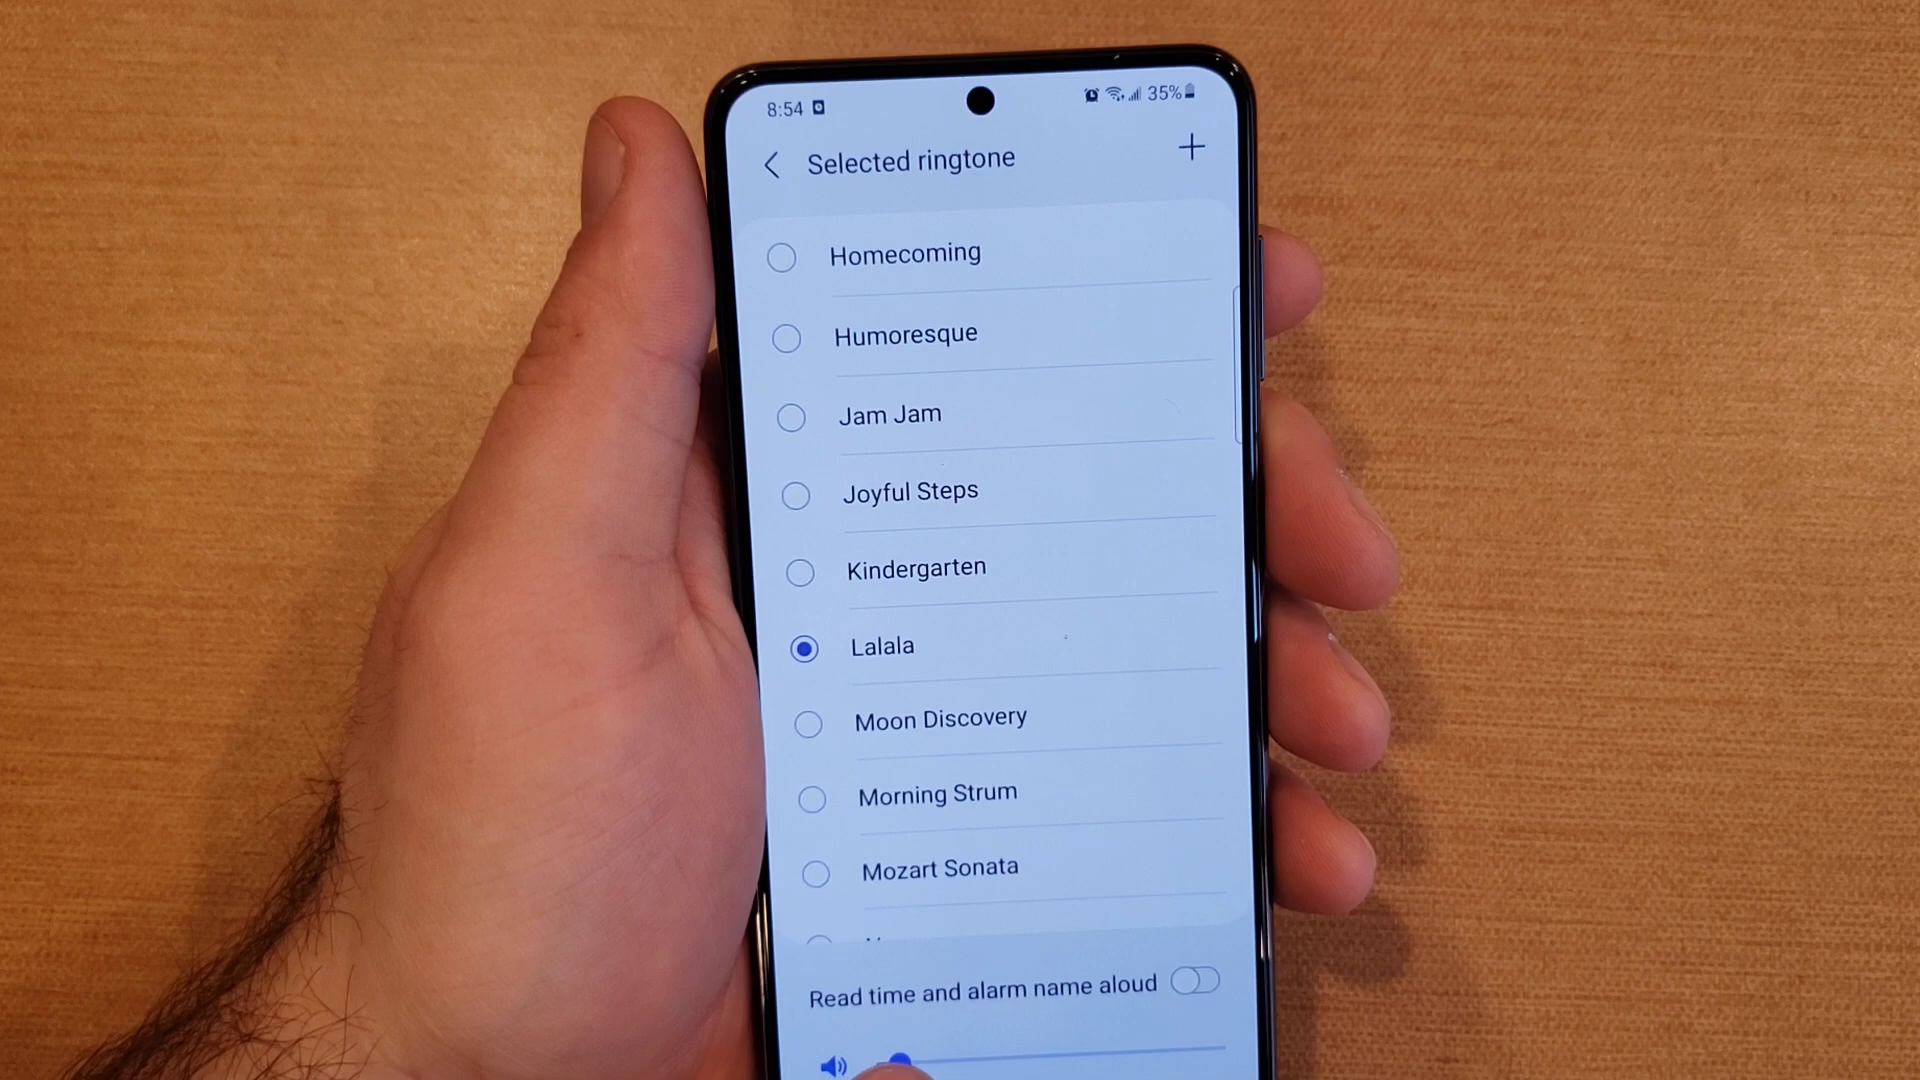 8:54 35%
Selected ringtone
Homecoming
Humoresque
Jam Jam
Joyful Steps
Kindergarten
Lalala
Moon Discovery
Morning Strum
Mozart Sonata
Read time and alarm name aloud